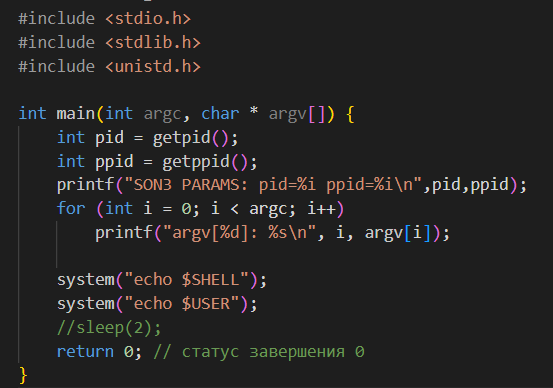 #include <stdio.h>
#include <stdlib.h>
#include <unistd.h>

int main(int argc, char * argv[]) {
    int pid = getpid();
    int ppid = getppid();
    printf("SON3 PARAMS: pid=%i ppid=%i\n",pid,ppid);
    for (int i = 0; i < argc; i++)
        printf("argv[%d]: %s\n", i, argv[i]);

    system("echo $SHELL");
    system("echo $USER");
    //sleep(2);
    return 0; // статус завершения 0
}